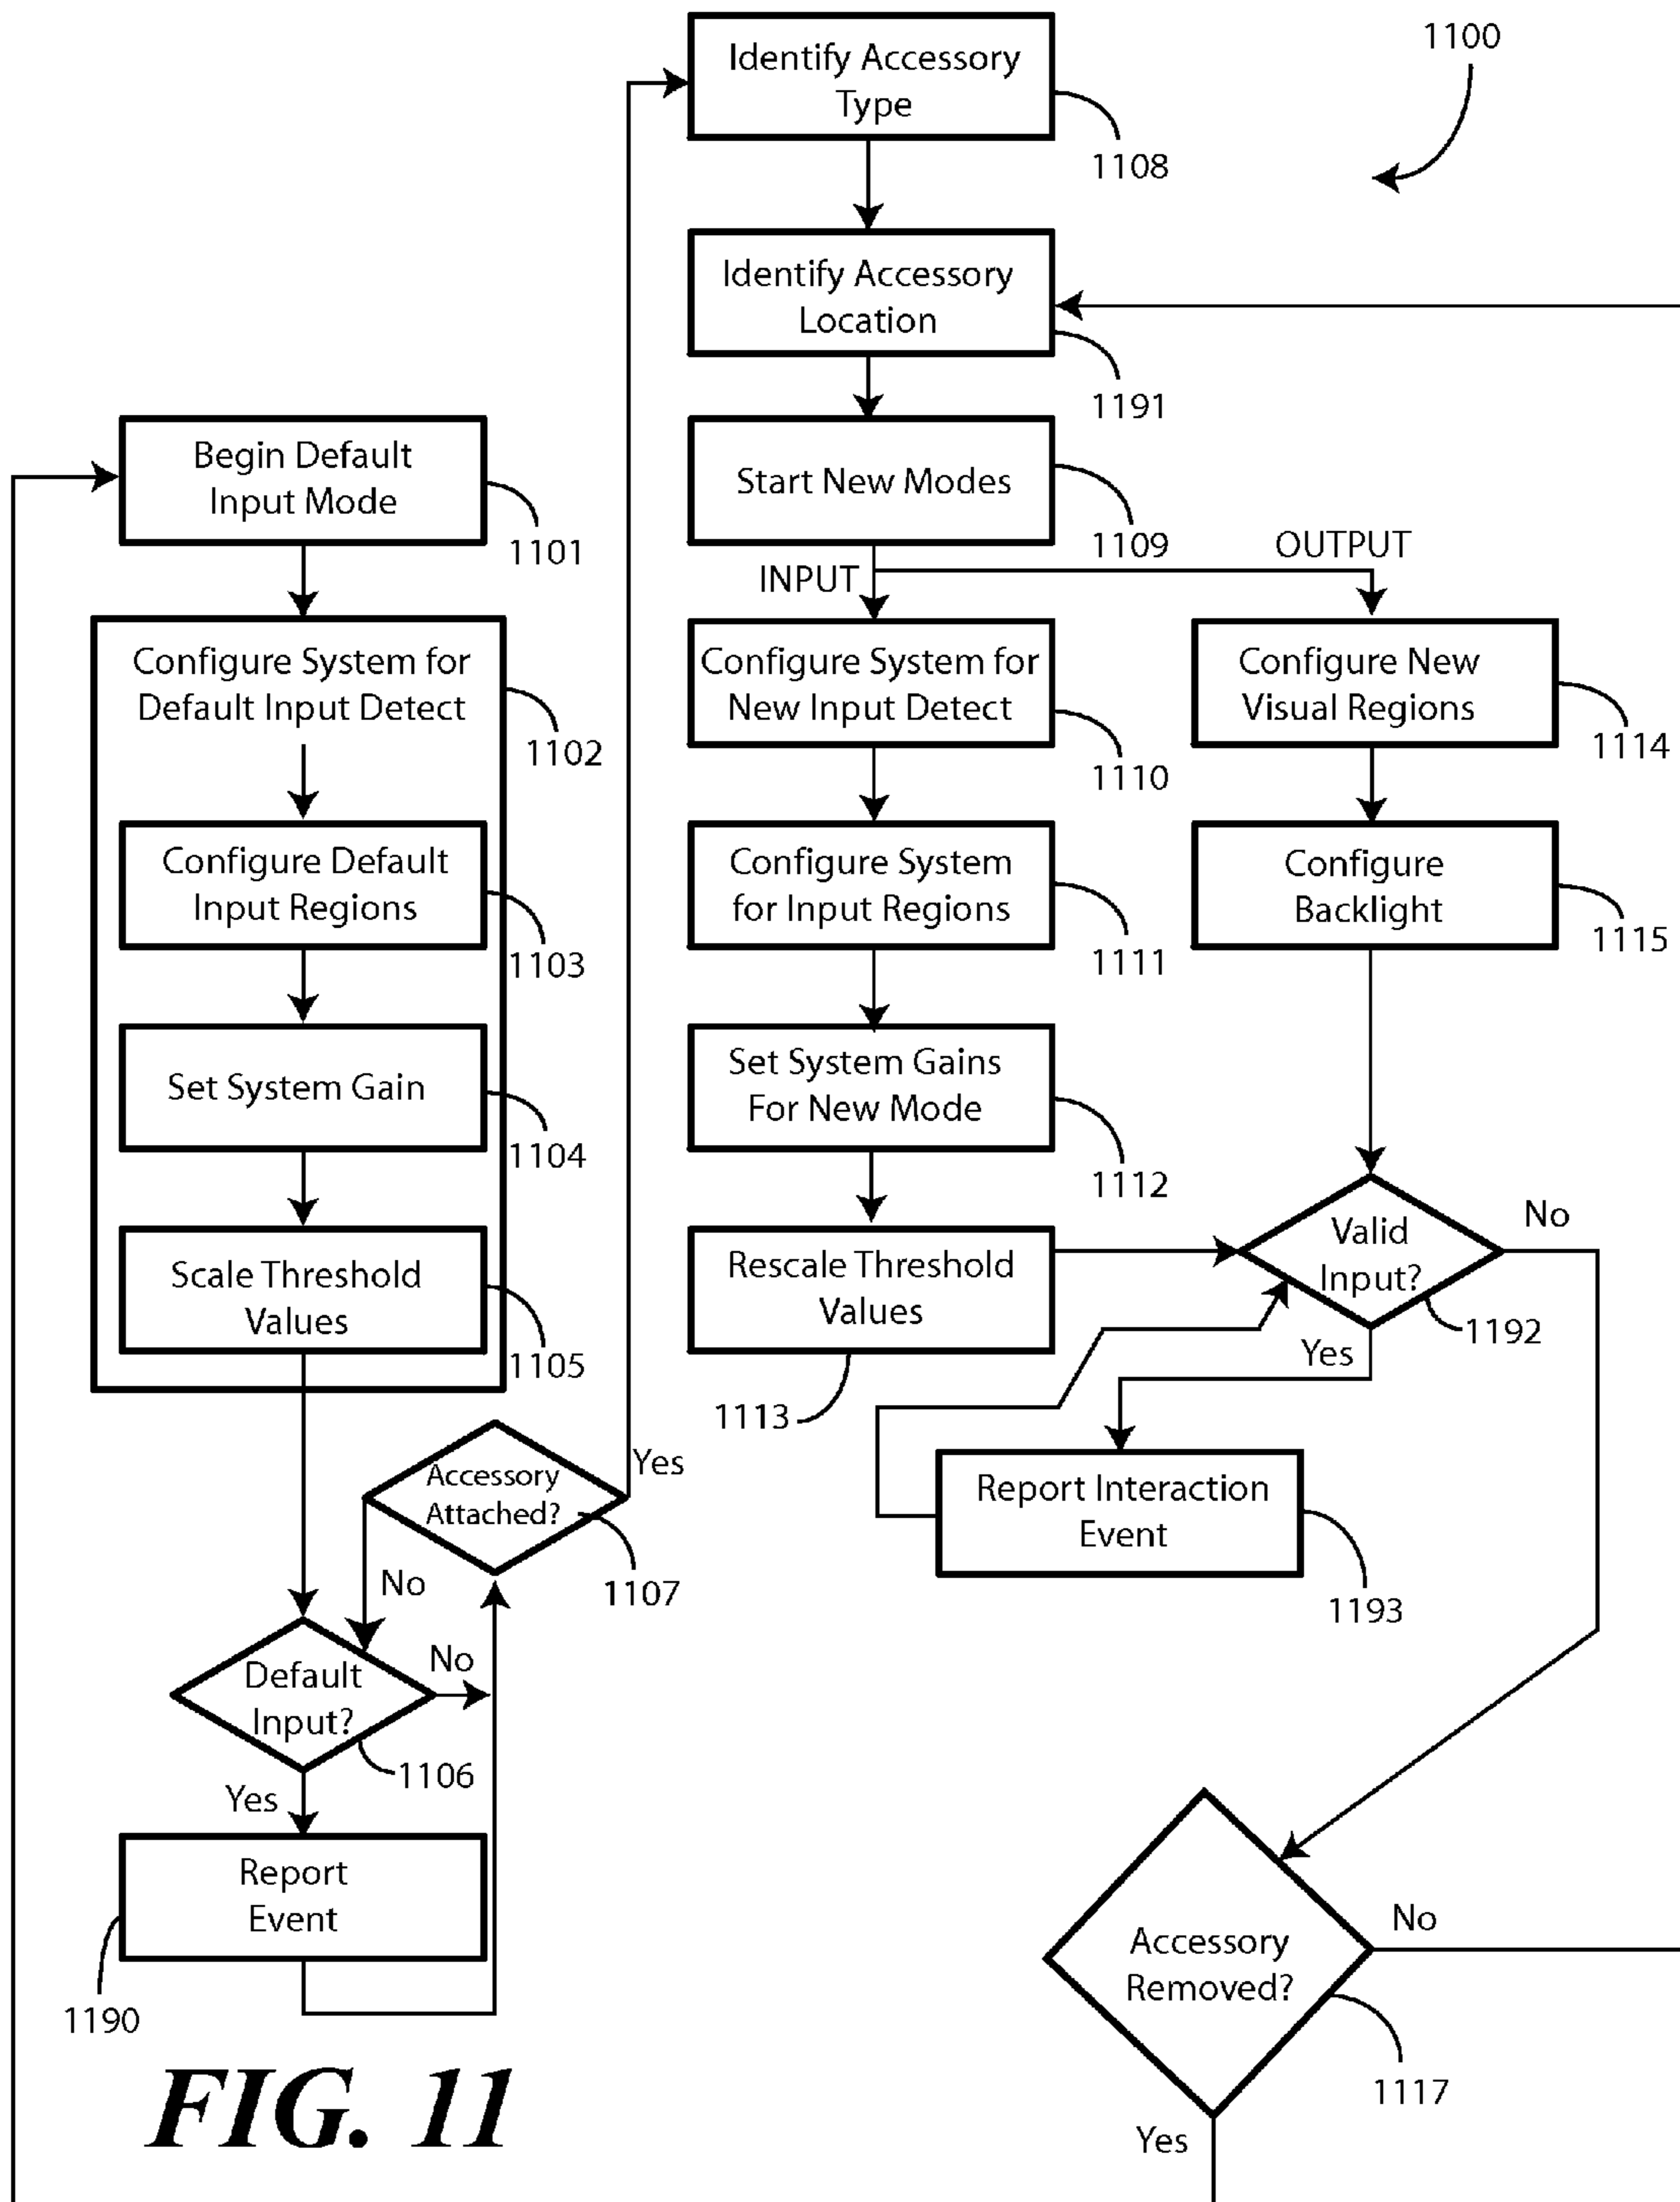 1100
Identify Accessory
Type
1108
Identify Accessory
Location
1191
Begin Default
Input Mode
1101
Start New Modes
1109
INPUT
OUTPUT
Configure System for
Default Input Detect
1102
Configure System for
New Input Detect
1110
Configure New
Visual Regions
1114
Configure Default
Input Regions
1103
Configure System
for Input Regions
1111
Configure
Backlight
1115
Set System Gain
1104
Set System Gains
For New Mode
1112
Scale Threshold
Values
1105
Rescale Threshold
Values
1113
Valid
Input?
No
1192
Yes
Accessory
Attached?
Yes
1107
No
Report Interaction
Event
1193
Default
Input?
No
1106
Yes
Report
Event
1190
Accessory
Removed?
No
1117
Yes
FIG. 11